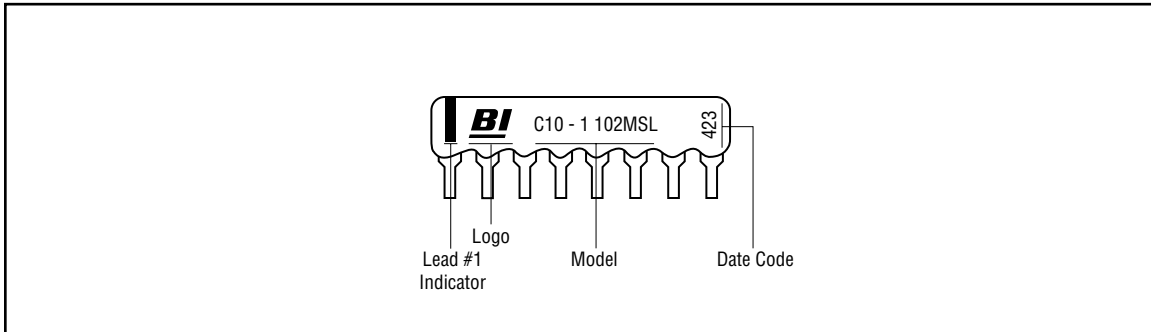 BI C10 - 1 102MSL 423
Logo
Lead #1
Indicator
Model
Date Code